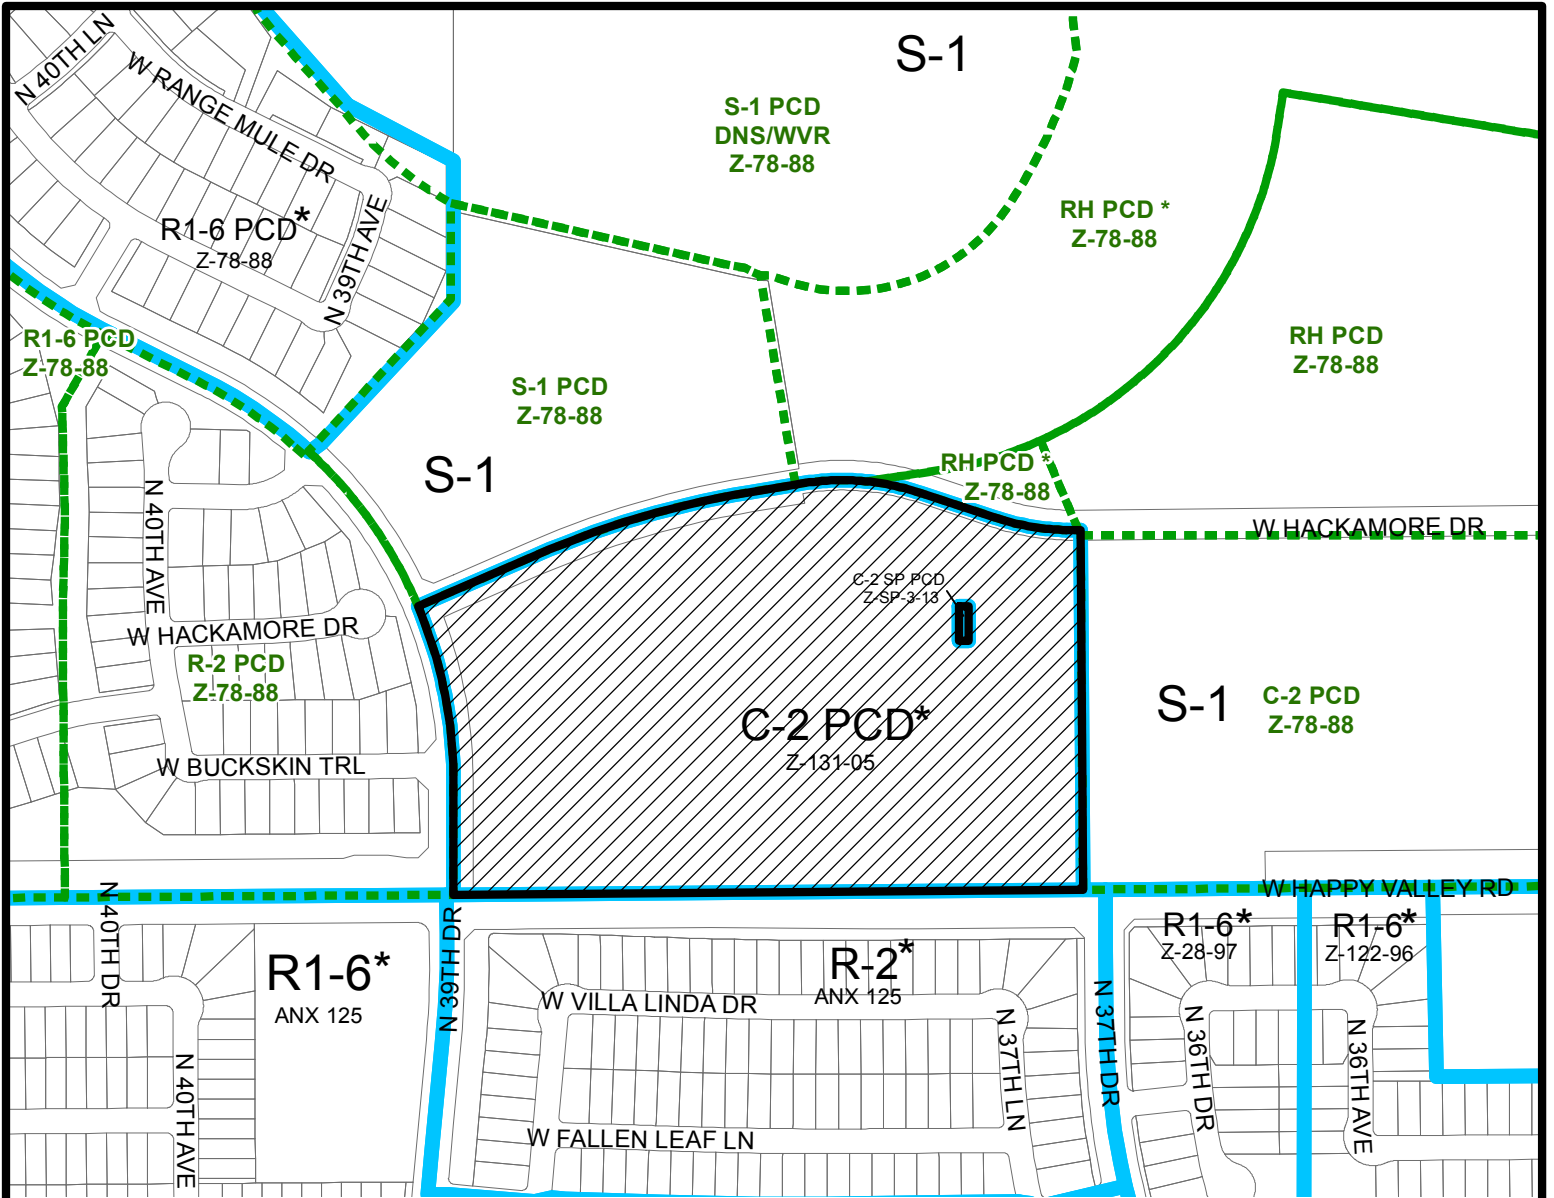 N 40TH LN
W RANGE MULE DR
S-1
S-1 PCD
DNS/WVR
Z-78-88
RH PCD *
Z-78-88
R1-6 PCD*
Z-78-88
N 39TH AVE
R1-6 PCD
Z-78-88
RH PCD
Z-78-88
S-1 PCD
Z-78-88
S-1
RH PCD *
Z-78-88
N 40TH AVE
W HACKAMORE DR
C-2 SP PCD
Z-SP-3-13
W HACKAMORE DR
R-2 PCD
Z-78-88
C-2 PCD*
Z-131-05
S-1
C-2 PCD
Z-78-88
W BUCKSKIN TRL
W HAPPY VALLEY RD
N 40TH DR
R1-6*
ANX 125
N 39TH DR
R-2*
ANX 125
R1-6*
Z-28-97
R1-6*
Z-122-96
W VILLA LINDA DR
N 37TH LN
N 37TH DR
N 36TH DR
N 36TH AVE
N 40TH AVE
W FALLEN LEAF LN